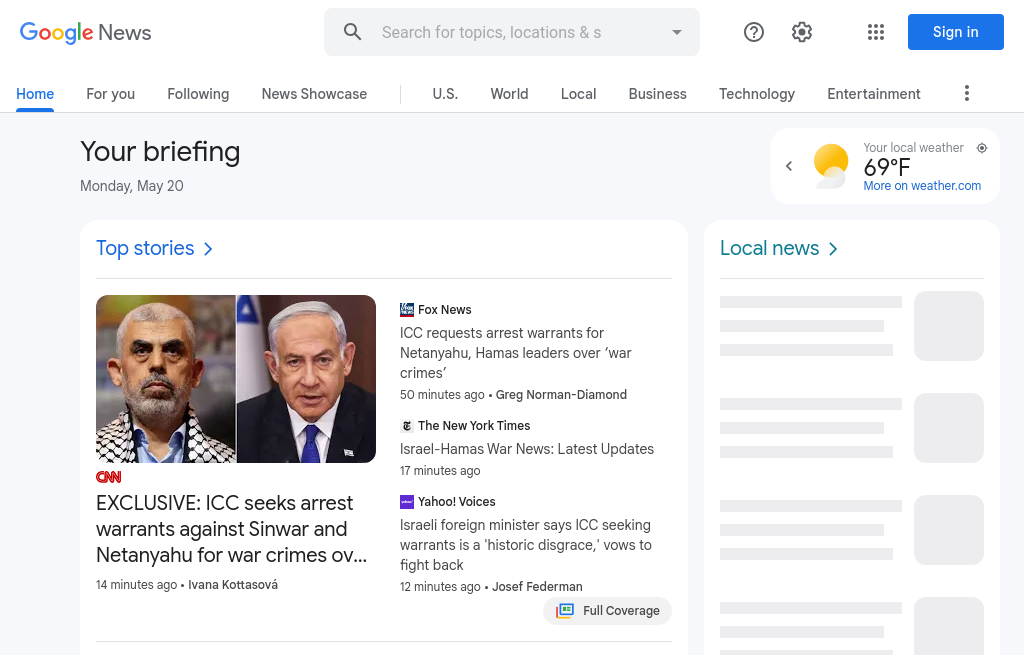 Google News
Search for topics, locations & s
Sign in
Home
For you
Following
News Showcase
U.S.
World
Local
Business
Technology
Entertainment
Your briefing
Monday, May 20
Your local weather
69°F
More on weather.com
Top stories
CNN
EXCLUSIVE: ICC seeks arrest
warrants against Sinwar and
Netanyahu for war crimes ov...
14 minutes ago • Ivana Kottasová
Fox News
ICC requests arrest warrants for
Netanyahu, Hamas leaders over ‘war
crimes’
50 minutes ago • Greg Norman-Diamond
The New York Times
Israel-Hamas War News: Latest Updates
17 minutes ago
Yahoo! Voices
Israeli foreign minister says ICC seeking
warrants is a 'historic disgrace,' vows to
fight back
12 minutes ago • Josef Federman
Full Coverage
Local news